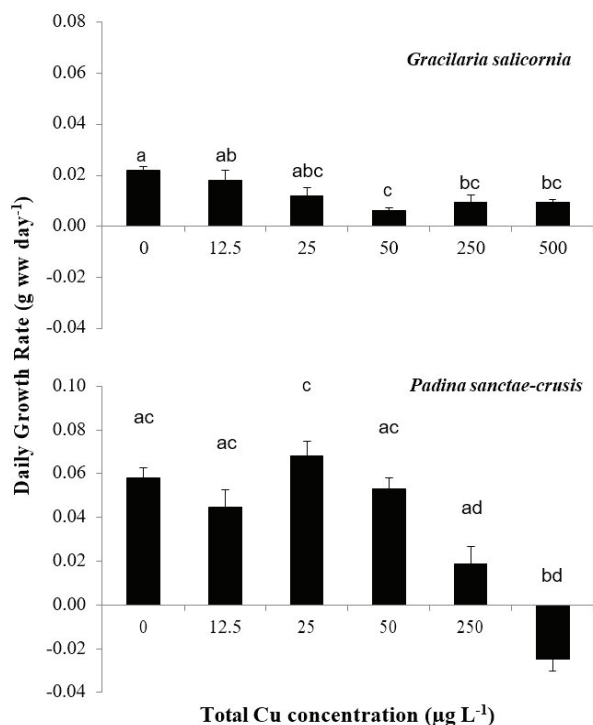 0.08
0.06
Gracilaria salicornia
0.04
a
ab
abc
c
bc
bc
0.02
0.00
0
12.5
25
50
250
500
-0.02
-0.04
Daily Growth Rate (g ww day⁻¹)
Padina sanctae-crusis
0.10
c
ac
ac
ac
0.08
0.06
ad
0.04
bd
0.02
0.00
0
12.5
25
50
250
-0.02
-0.04
Total Cu concentration (µg L⁻¹)